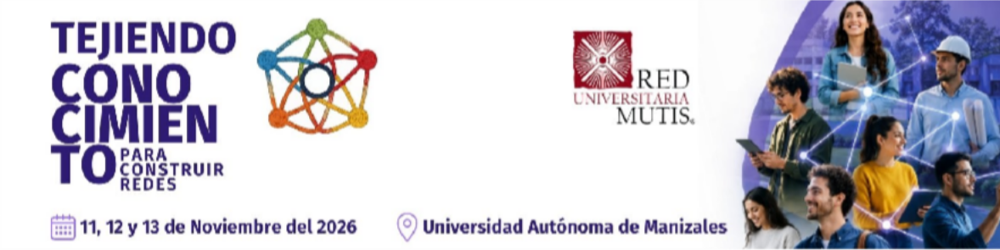 TEJIENDO
CONO
CIMIEN
TO PARA
CONSTRUIR
REDES
RED
UNIVERSITARIA
MUTIS
11, 12 y 13 de Noviembre del 2026
Universidad Autónoma de Manizales